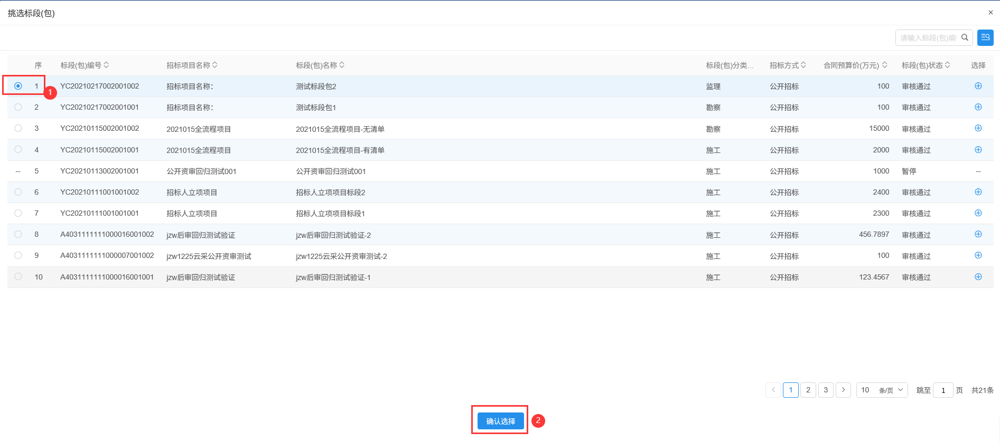 挑选标段(包)
×
请输入标段(包)编
序 标段(包)编号 招标项目名称 标段(包)名称 标段(包)分类... 招标方式 合同预算价(万元) 标段(包)状态 选择
1 YC20210217002001002 招标项目名称： 测试标段包2 监理 公开招标 100 审核通过
1
2 YC20210217002001001 招标项目名称： 测试标段包1 勘察 公开招标 100 审核通过
3 YC20210115002001002 2021015全流程项目 2021015全流程项目-无清单 勘察 公开招标 15000 审核通过
4 YC20210115002001001 2021015全流程项目 2021015全流程项目-有清单 施工 公开招标 2000 审核通过
-- 5 YC20210113002001001 公开资审回归测试001 公开资审回归测试001 施工 公开招标 1000 暂停 --
6 YC20210111001001002 招标人立项项目 招标人立项项目标段2 施工 公开招标 2400 审核通过
7 YC20210111001001001 招标人立项项目 招标人立项项目标段1 施工 公开招标 2300 审核通过
8 A4031111111000016001002 jzw后审回归测试验证 jzw后审回归测试验证-2 施工 公开招标 456.7897 审核通过
9 A4031111111000007001002 jzw1225云采公开资审测试 jzw1225云采公开资审测试-2 施工 公开招标 100 审核通过
10 A4031111111000016001001 jzw后审回归测试验证 jzw后审回归测试验证-1 施工 公开招标 123.4567 审核通过
< 1 2 3 > 10 条/页 跳至 1 页 共21条
确认选择 2